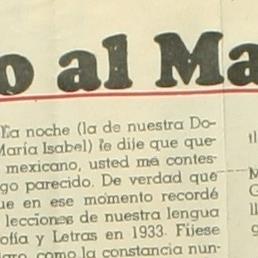 o al Ma
La noche (la de nuestra Do-
María Isabel) le dije que que-
mexicano, usted me contes-
go parecido. De verdad que
ue en ese momento recordé
lecciones de nuestra lengua
ofía y Letras en 1933. Fíjese
como la constancia nun-